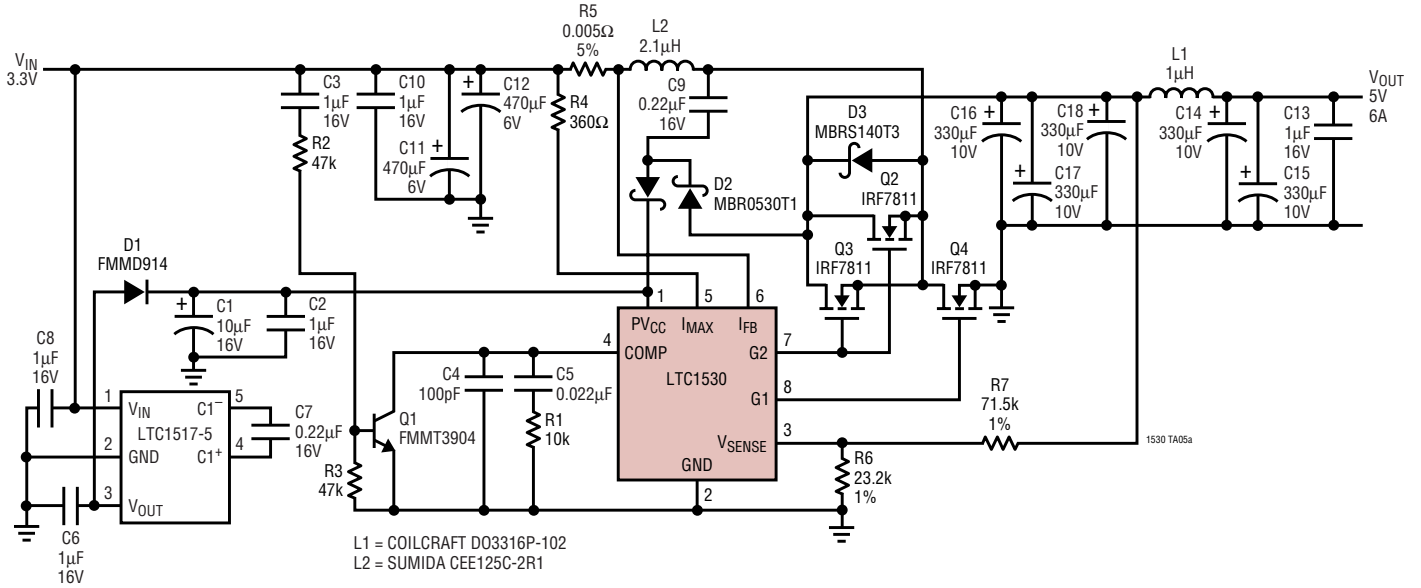 VIN
3.3V
C3
1µF
16V
R2
47k
C10
1µF
16V
C11
470µF
6V
+
+
C12
470µF
6V
R5
0.005Ω
5%
R4
360Ω
L2
2.1µH
C9
0.22µF
16V
D2
MBR0530T1
D3
MBRS140T3
Q2
IRF7811
Q3
IRF7811
Q4
IRF7811
C16
330µF
10V
+
+
C17
330µF
10V
C18
330µF
10V
+
L1
1µH
C14
330µF
10V
+
+
C15
330µF
10V
C13
1µF
16V
VOUT
5V
6A
D1
FMMD914
+
C1
10µF
16V
C2
1µF
16V
C8
1µF
16V
1
2
3
5
4
VIN
GND
VOUT
C1–
C1+
LTC1517-5
C7
0.22µF
16V
C6
1µF
16V
R3
47k
Q1
FMMT3904
C4
100pF
C5
0.022µF
R1
10k
1
5
6
PVCC
IMAX
IFB
4
COMP
LTC1530
G2
7
G1
8
VSENSE
3
GND
2
R7
71.5k
1%
R6
23.2k
1%
1530 TA05a
L1 = COILCRAFT DO3316P-102
L2 = SUMIDA CEE125C-2R1